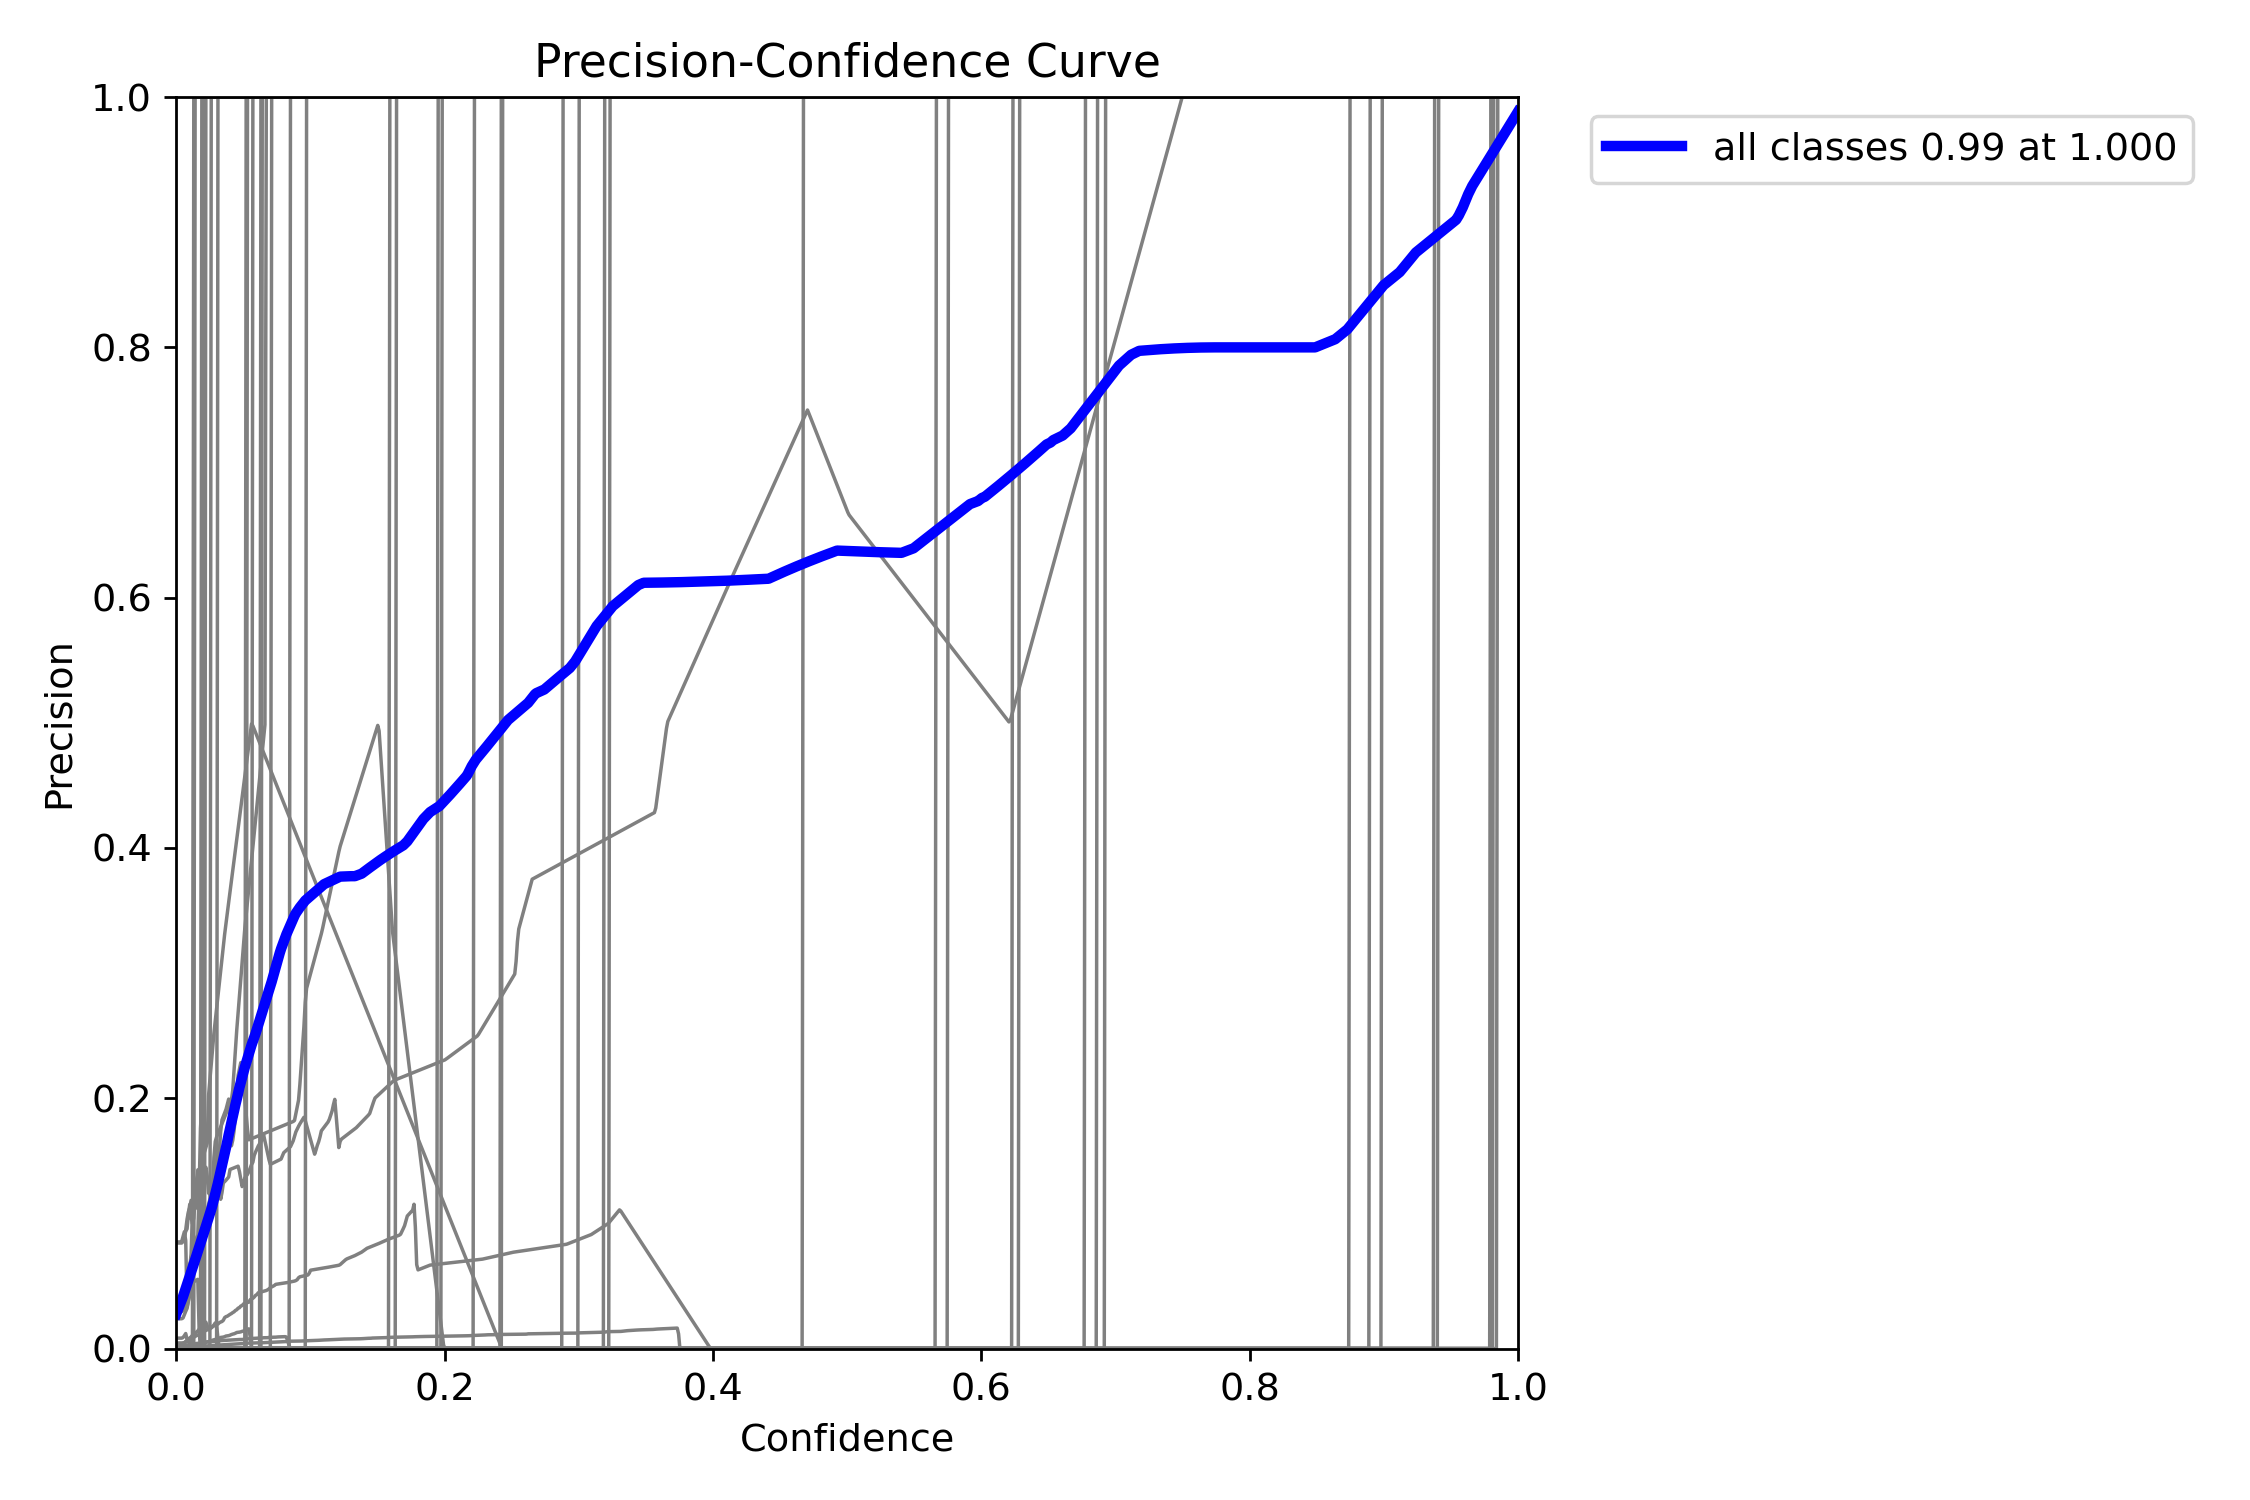 Precision-Confidence Curve
all classes 0.99 at 1.000
Precision
1.0
0.8
0.6
0.4
0.2
0.0
0.0 0.2 0.4 0.6 0.8 1.0
Confidence